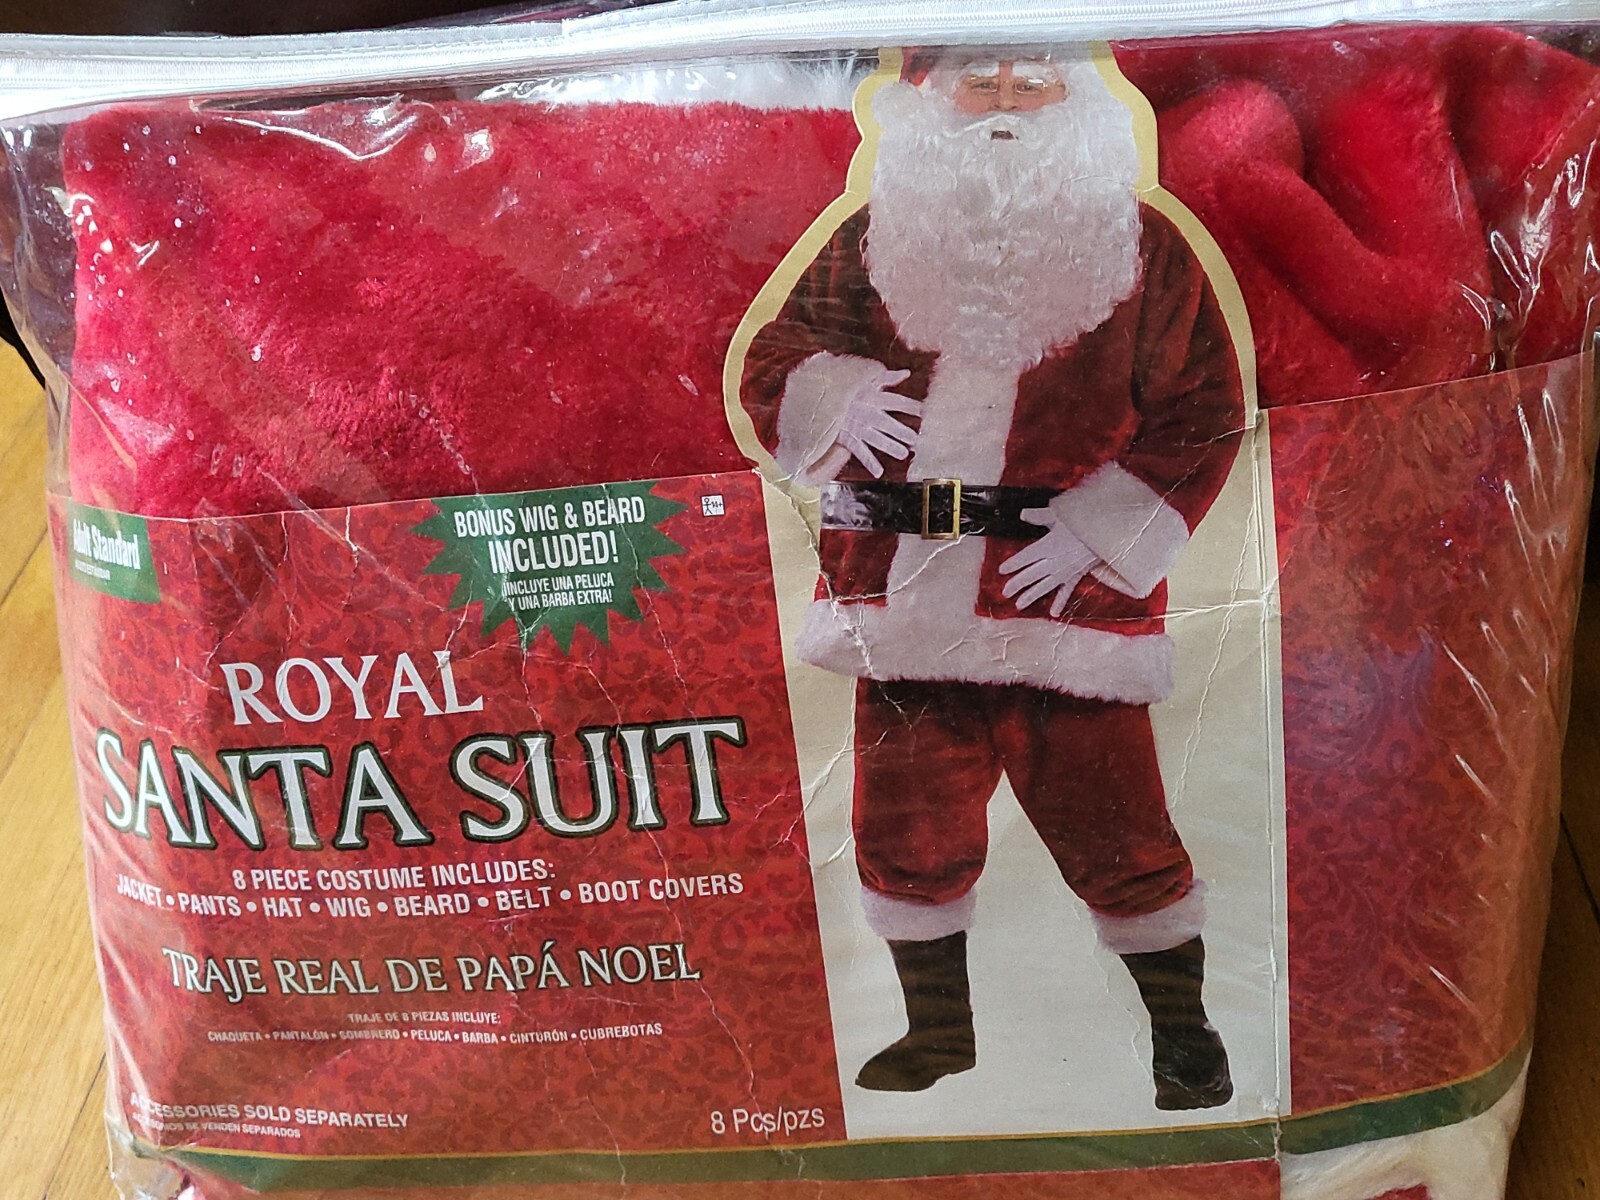 Adult Standard
BONUS WIG & BEARD
INCLUDED!
¡INCLUYE UNA PELUCA
Y UNA BARBA EXTRA!
14+
ROYAL
SANTA SUIT
8 PIECE COSTUME INCLUDES:
JACKET • PANTS • HAT • WIG • BEARD • BELT • BOOT COVERS
TRAJE REAL DE PAPÁ NOEL
TRAJE DE 8 PIEZAS INCLUYE:
CHAQUETA • PANTALÓN • SOMBRERO • PELUCA • BARBA • CINTURÓN • CUBREBOTAS
ACCESSORIES SOLD SEPARATELY
ACCESORIOS SE VENDEN SEPARADOS
8 Pcs/pzs